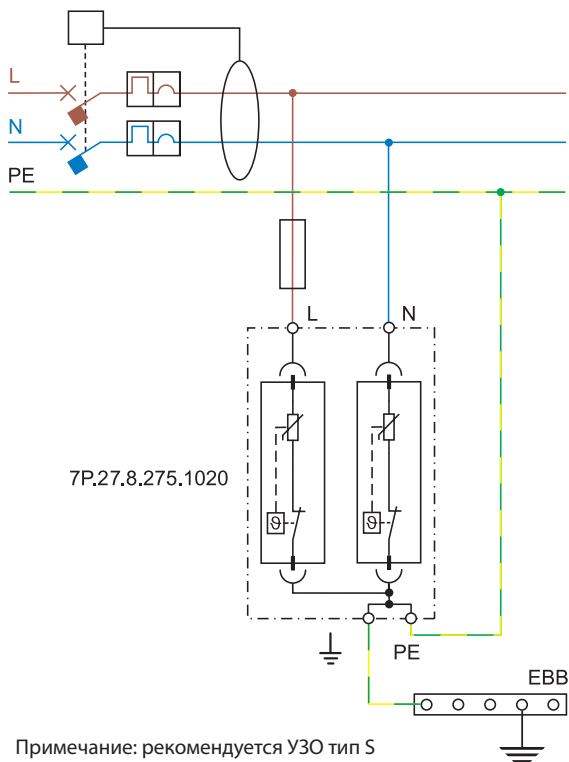 L
N
PE
L
N
7P.27.8.275.1020
ϑ
ϑ
PE
EBB
Примечание: рекомендуется УЗО тип S